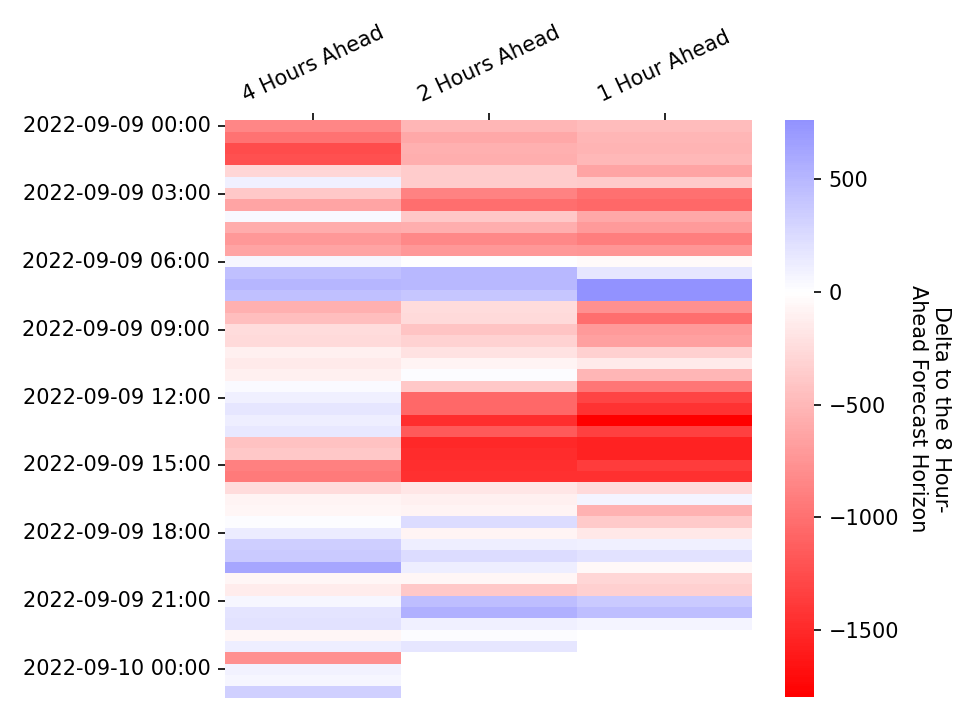 4 Hours Ahead
2 Hours Ahead
1 Hour Ahead
2022-09-09 00:00
2022-09-09 03:00
2022-09-09 06:00
2022-09-09 09:00
2022-09-09 12:00
2022-09-09 15:00
2022-09-09 18:00
2022-09-09 21:00
2022-09-10 00:00
500
0
−500
−1000
−1500
Delta to the 8 Hour-
Ahead Forecast Horizon